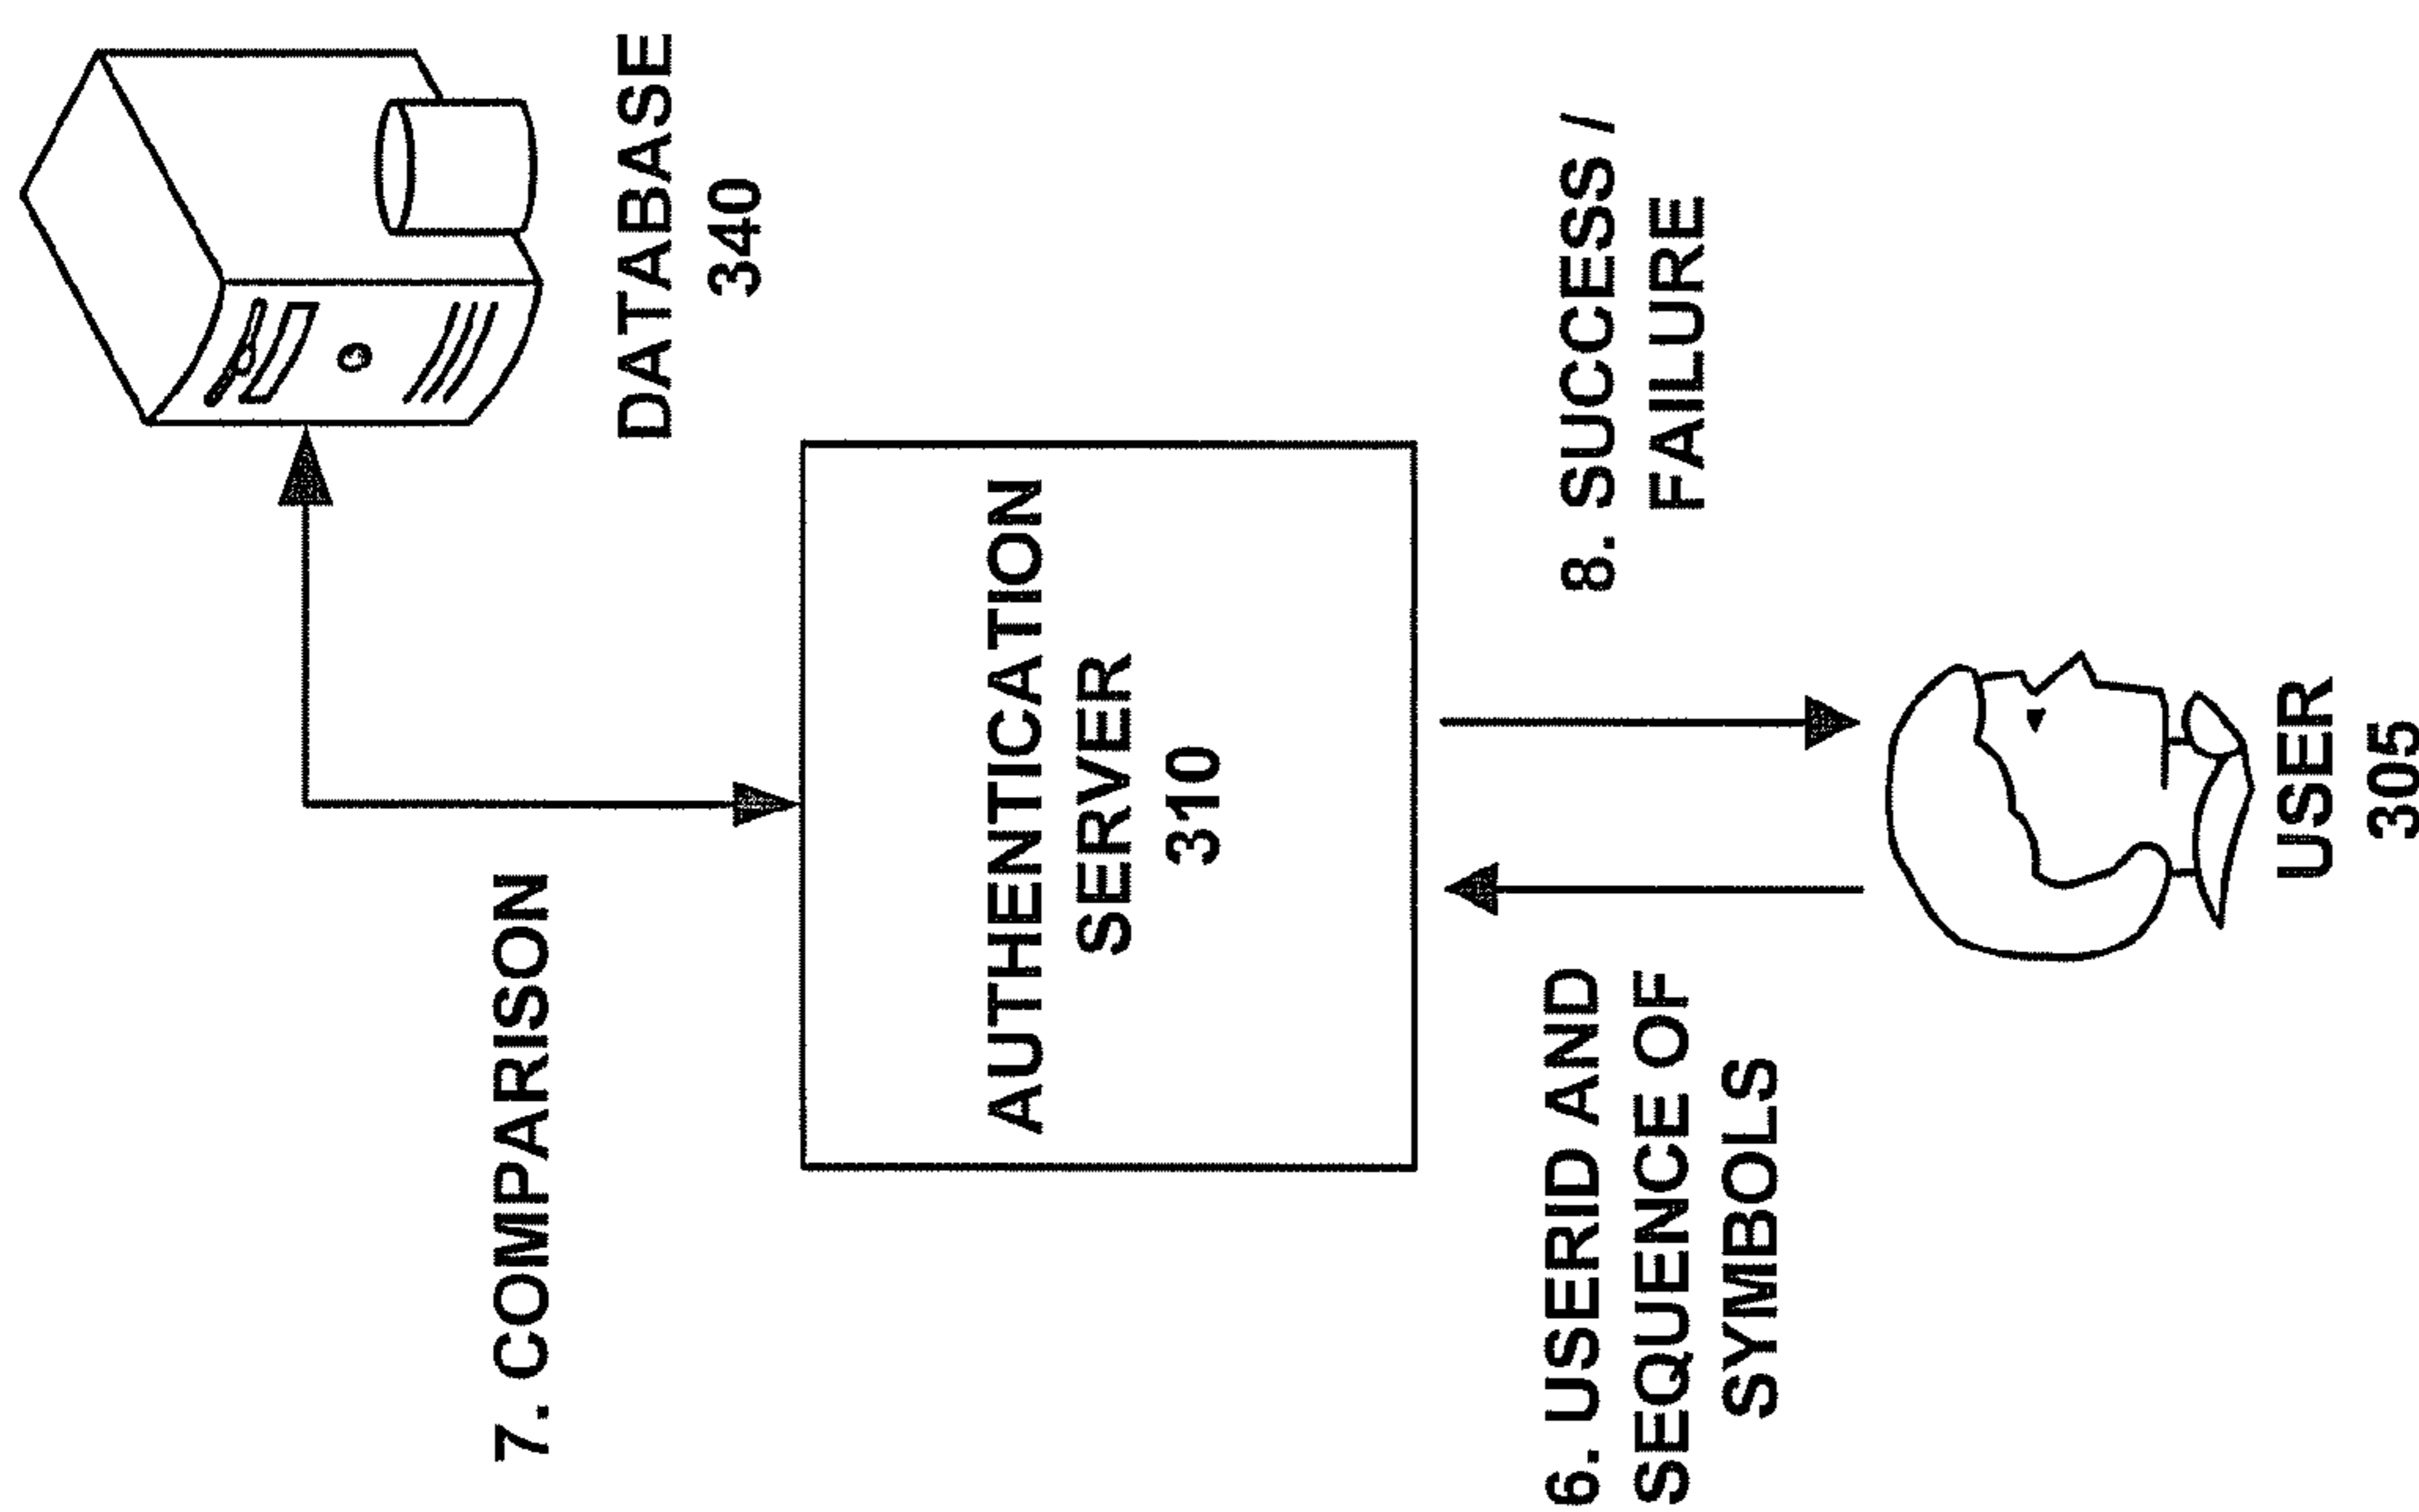 7. COMPARISON
DATABASE
340
AUTHENTICATION
SERVER
310
6. USERID AND
SEQUENCE OF
SYMBOLS
8. SUCCESS /
FAILURE
USER
305